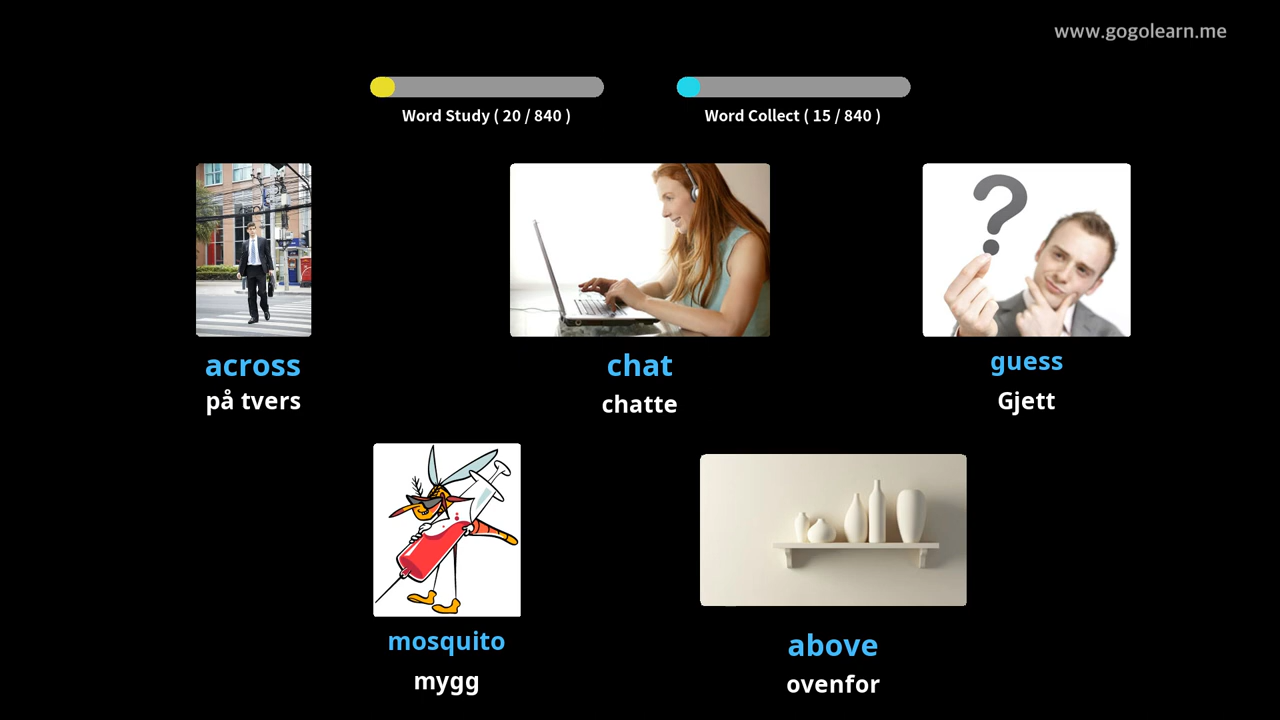 www.gogolearn.me
Word Study ( 20 / 840 )
Word Collect ( 15 / 840 )
across
på tvers
chat
chatte
guess
Gjett
mosquito
mygg
above
ovenfor